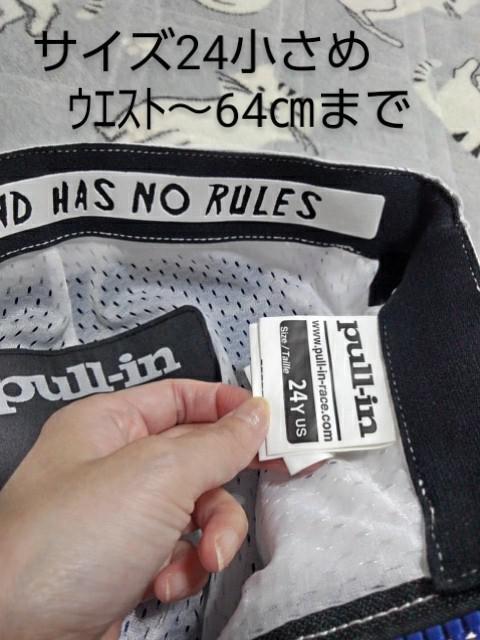 サイズ24小さめ
ｳｴｽﾄ～64㎝まで
ND HAS NO RULES
pull-in
www.pull-in-race.com
Size / Taille
24Y US
pull-in